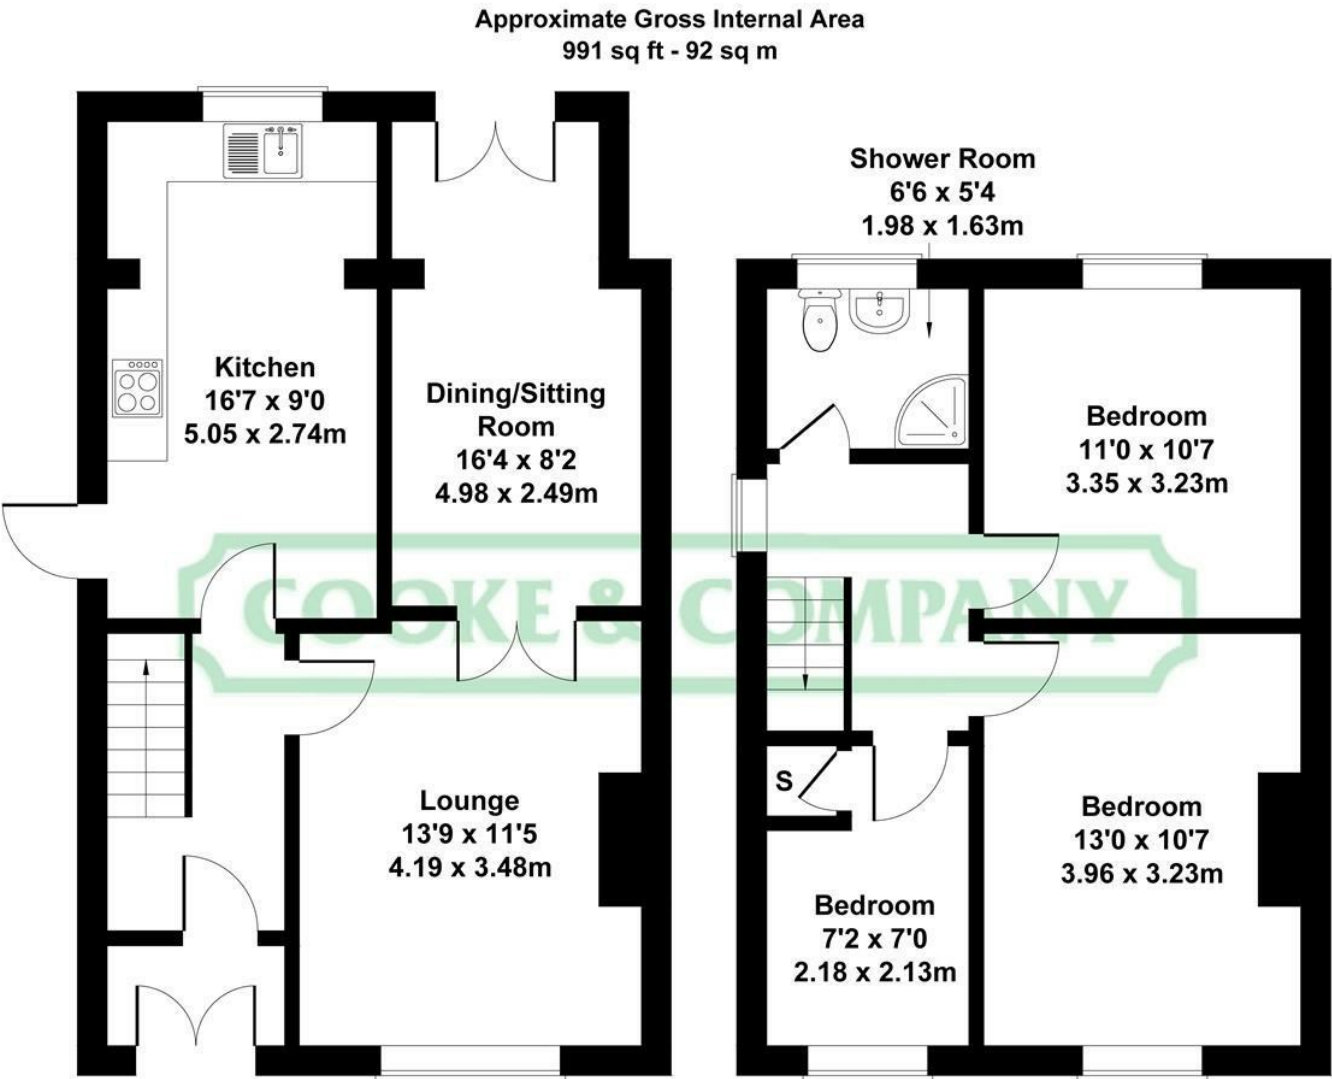 Approximate Gross Internal Area
991 sq ft - 92 sq m
Shower Room
6'6 x 5'4
1.98 x 1.63m
Kitchen
16'7 x 9'0
5.05 x 2.74m
Dining/Sitting
Room
16'4 x 8'2
4.98 x 2.49m
Bedroom
11'0 x 10'7
3.35 x 3.23m
COOKE & COMPANY
Lounge
13'9 x 11'5
4.19 x 3.48m
S
Bedroom
13'0 x 10'7
3.96 x 3.23m
Bedroom
7'2 x 7'0
2.18 x 2.13m